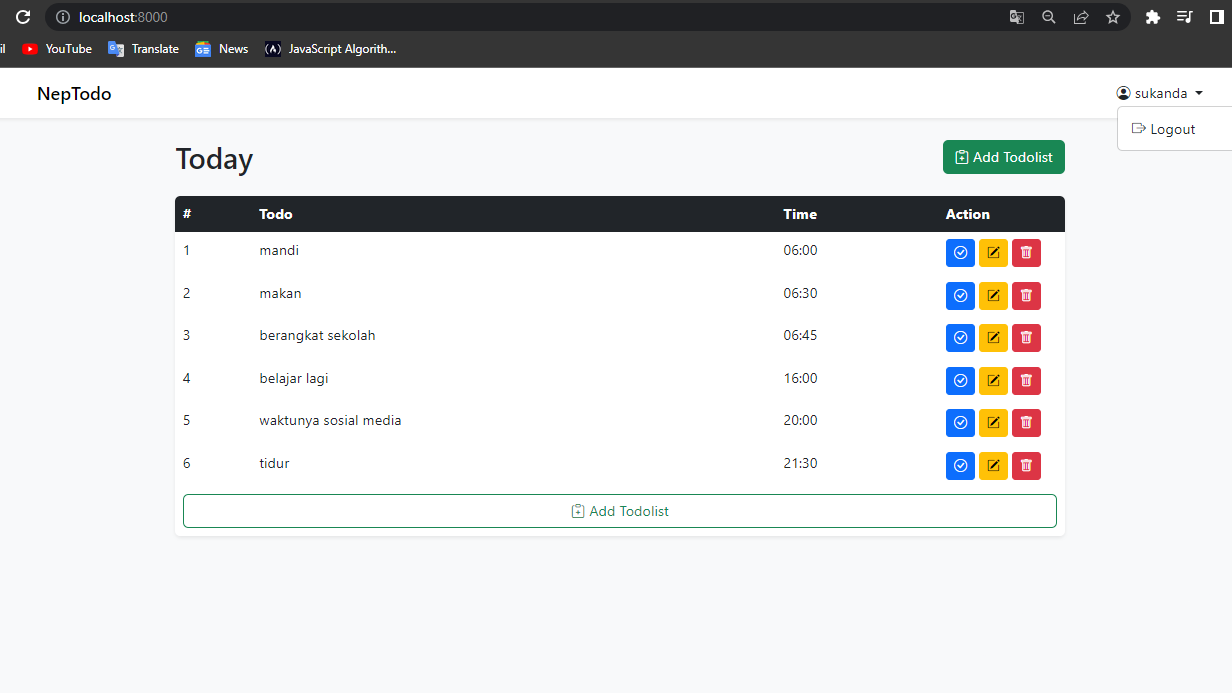 localhost:8000
il YouTube Translate News JavaScript Algorith...
NepTodo sukanda
Logout
Today Add Todolist
# Todo Time Action
1 mandi 06:00
2 makan 06:30
3 berangkat sekolah 06:45
4 belajar lagi 16:00
5 waktunya sosial media 20:00
6 tidur 21:30
Add Todolist